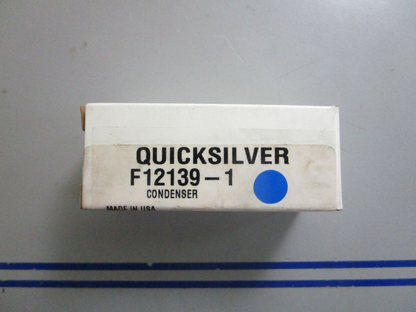 QUICKSILVER
F12139-1
CONDENSER
MADE IN USA